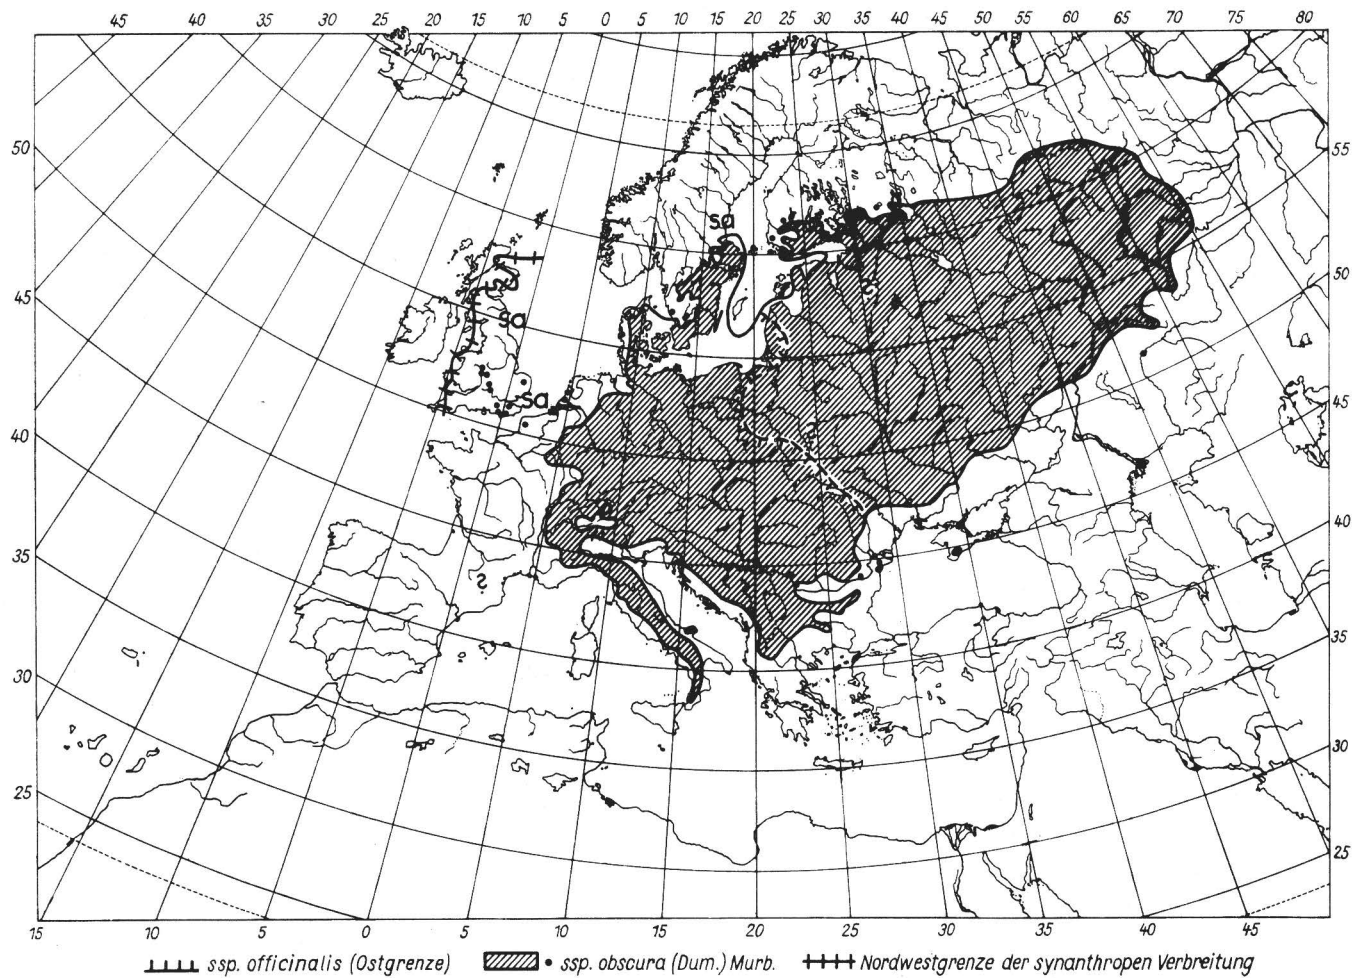 45 40 35 30 25 20 15 10 5 0 5 10 15 20 25 30 35 40 45 50 55 60 65 70 75 80
50 55
sa
50
45
sa
sa 45
40
40
35
35
30
30
25
25
15 10 5 0 5 10 15 20 25 30 35 40 45
ssp. officinalis (Ostgrenze) ssp. obscura (Dum.) Murb. Nordwestgrenze der synanthropen Verbreitung